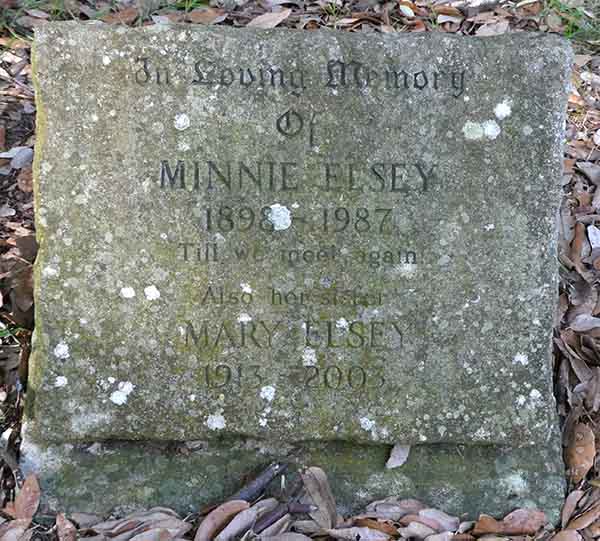 In Loving Memory
Of
MINNIE ELSEY
1898 - 1987
Till we meet again
Also her sister
MARY ELSEY
1913 - 2003